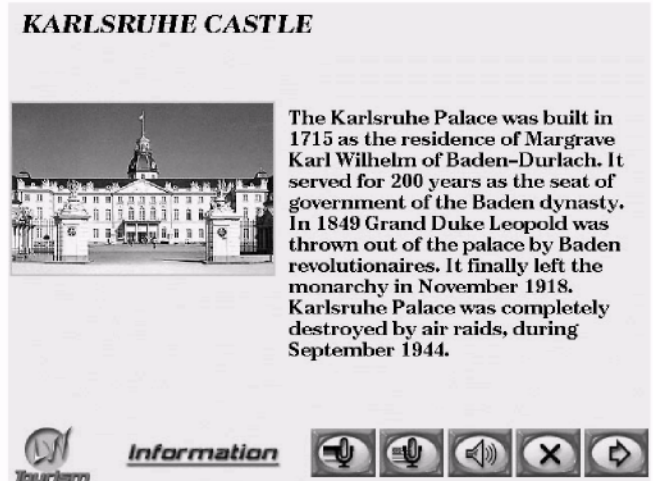 KARLSRUHE CASTLE
The Karlsruhe Palace was built in
1715 as the residence of Margrave
Karl Wilhelm of Baden-Durlach. It
served for 200 years as the seat of
government of the Baden dynasty.
In 1849 Grand Duke Leopold was
thrown out of the palace by Baden
revolutionaires. It finally left the
monarchy in November 1918.
Karlsruhe Palace was completely
destroyed by air raids, during
September 1944.
Information
Tourism